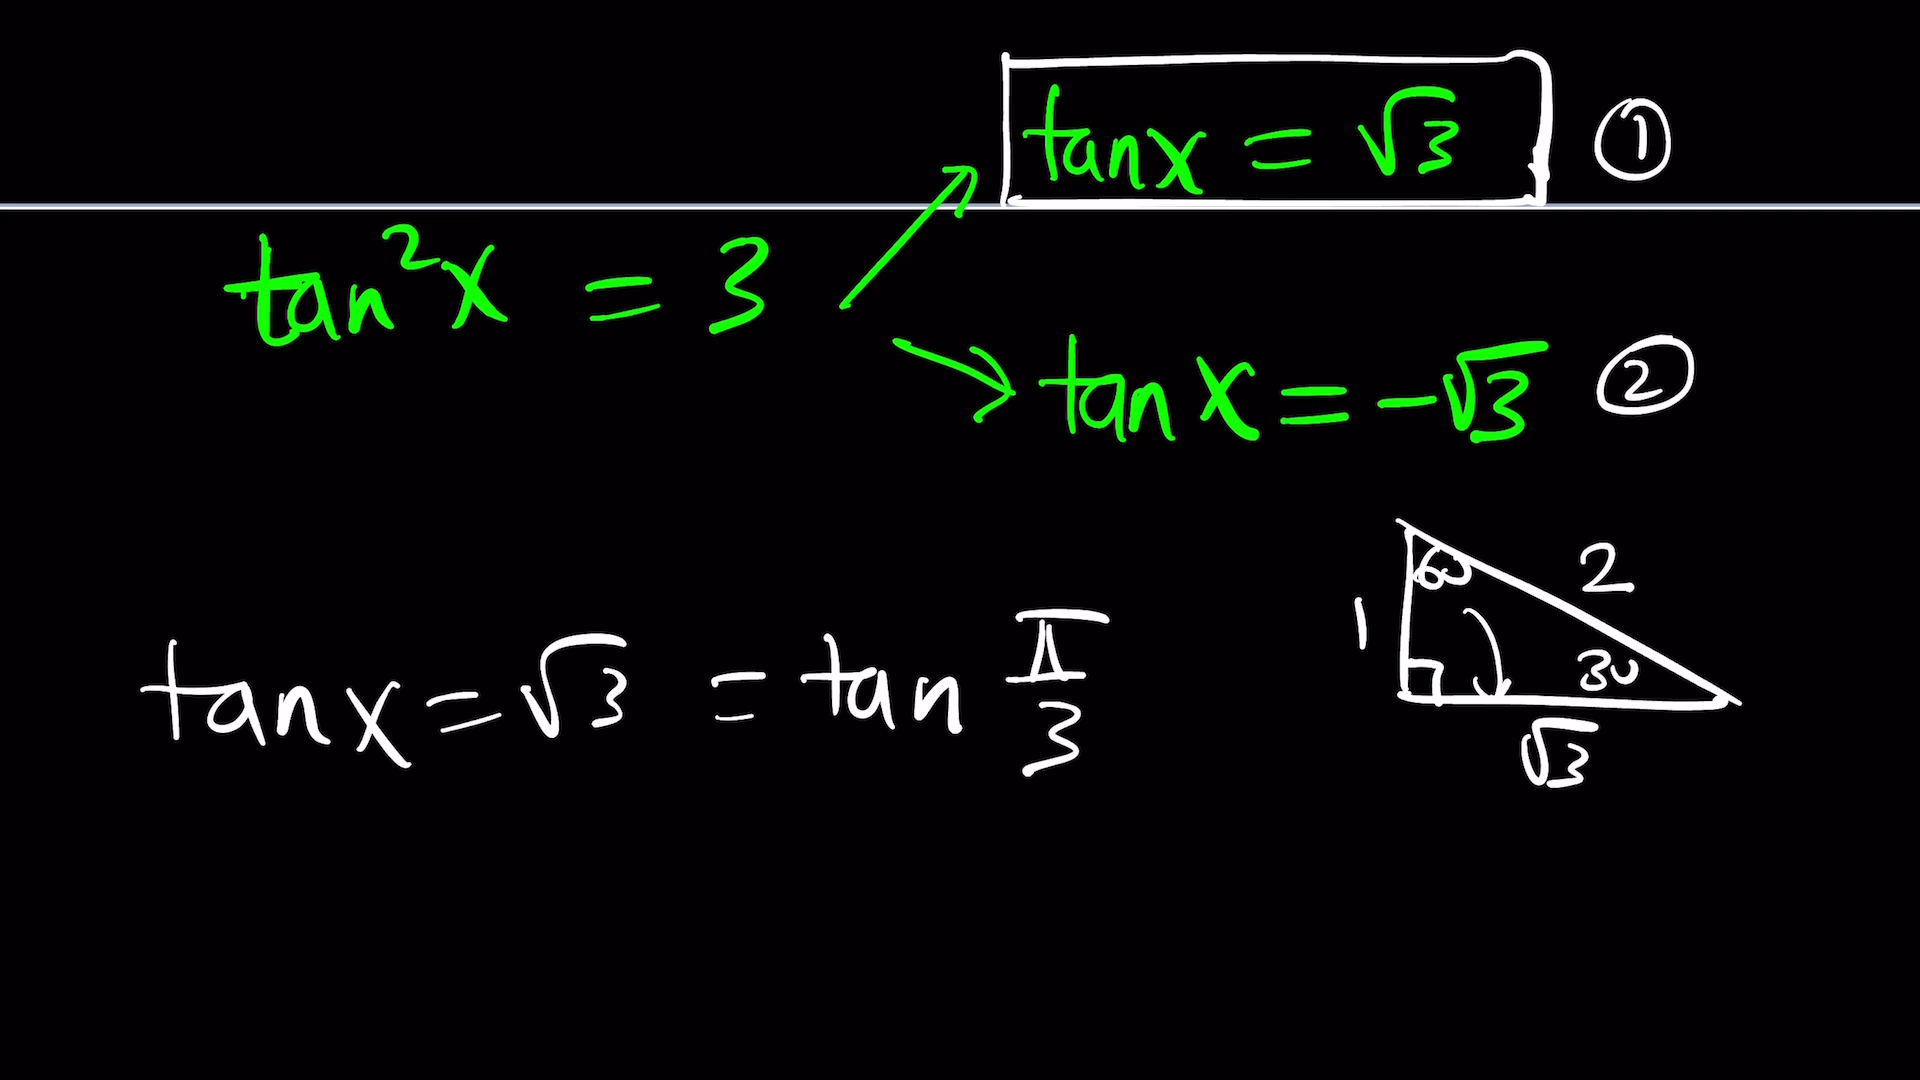 tanx = √3 ①
tan²x = 3
tanx = -√3 ②
60 2
1
30
tanx = √3 = tan π/3
√3